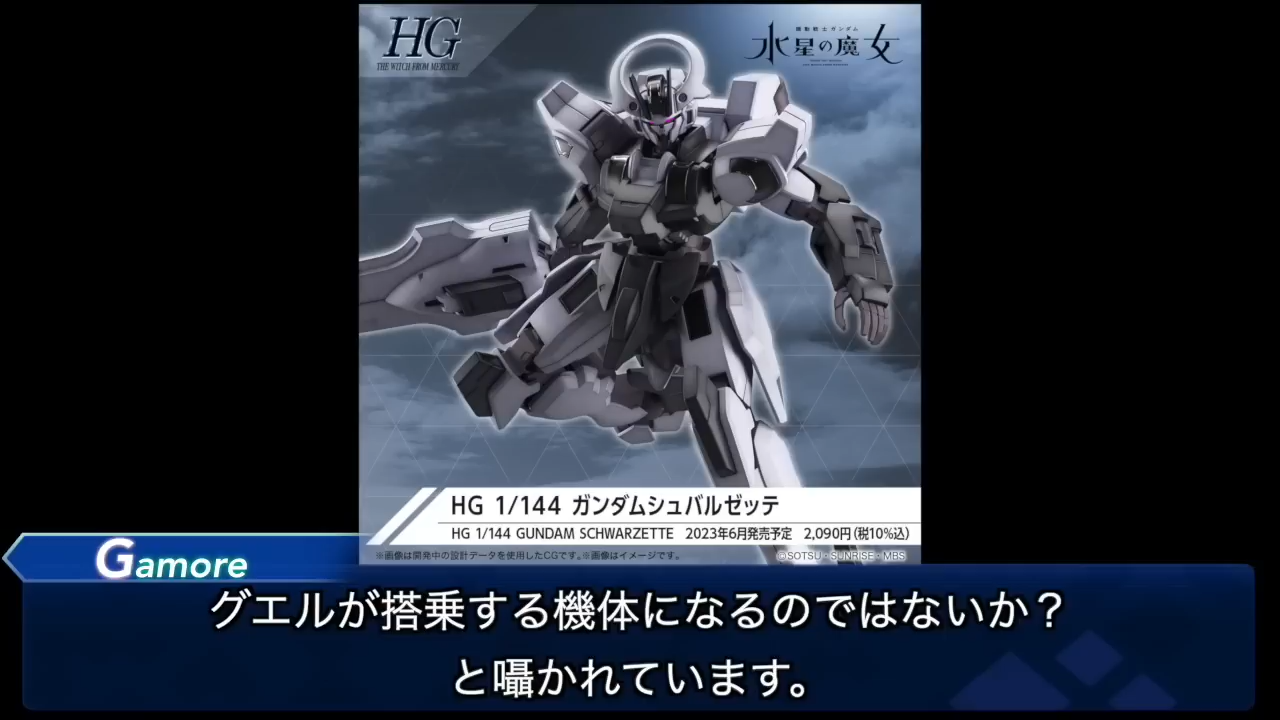 HG
THE WITCH FROM MERCURY
機動戦士ガンダム
水星の魔女
HG 1/144 ガンダムシュバルゼッテ
HG 1/144 GUNDAM SCHWARZETTE 2023年6月発売予定 2,090円(税10%込)
※画像は開発中の設計データを使用したCGです。※画像はイメージです。
©SOTSU・SUNRISE・MBS
Gamore
グエルが搭乗する機体になるのではないか？
と囁かれています。